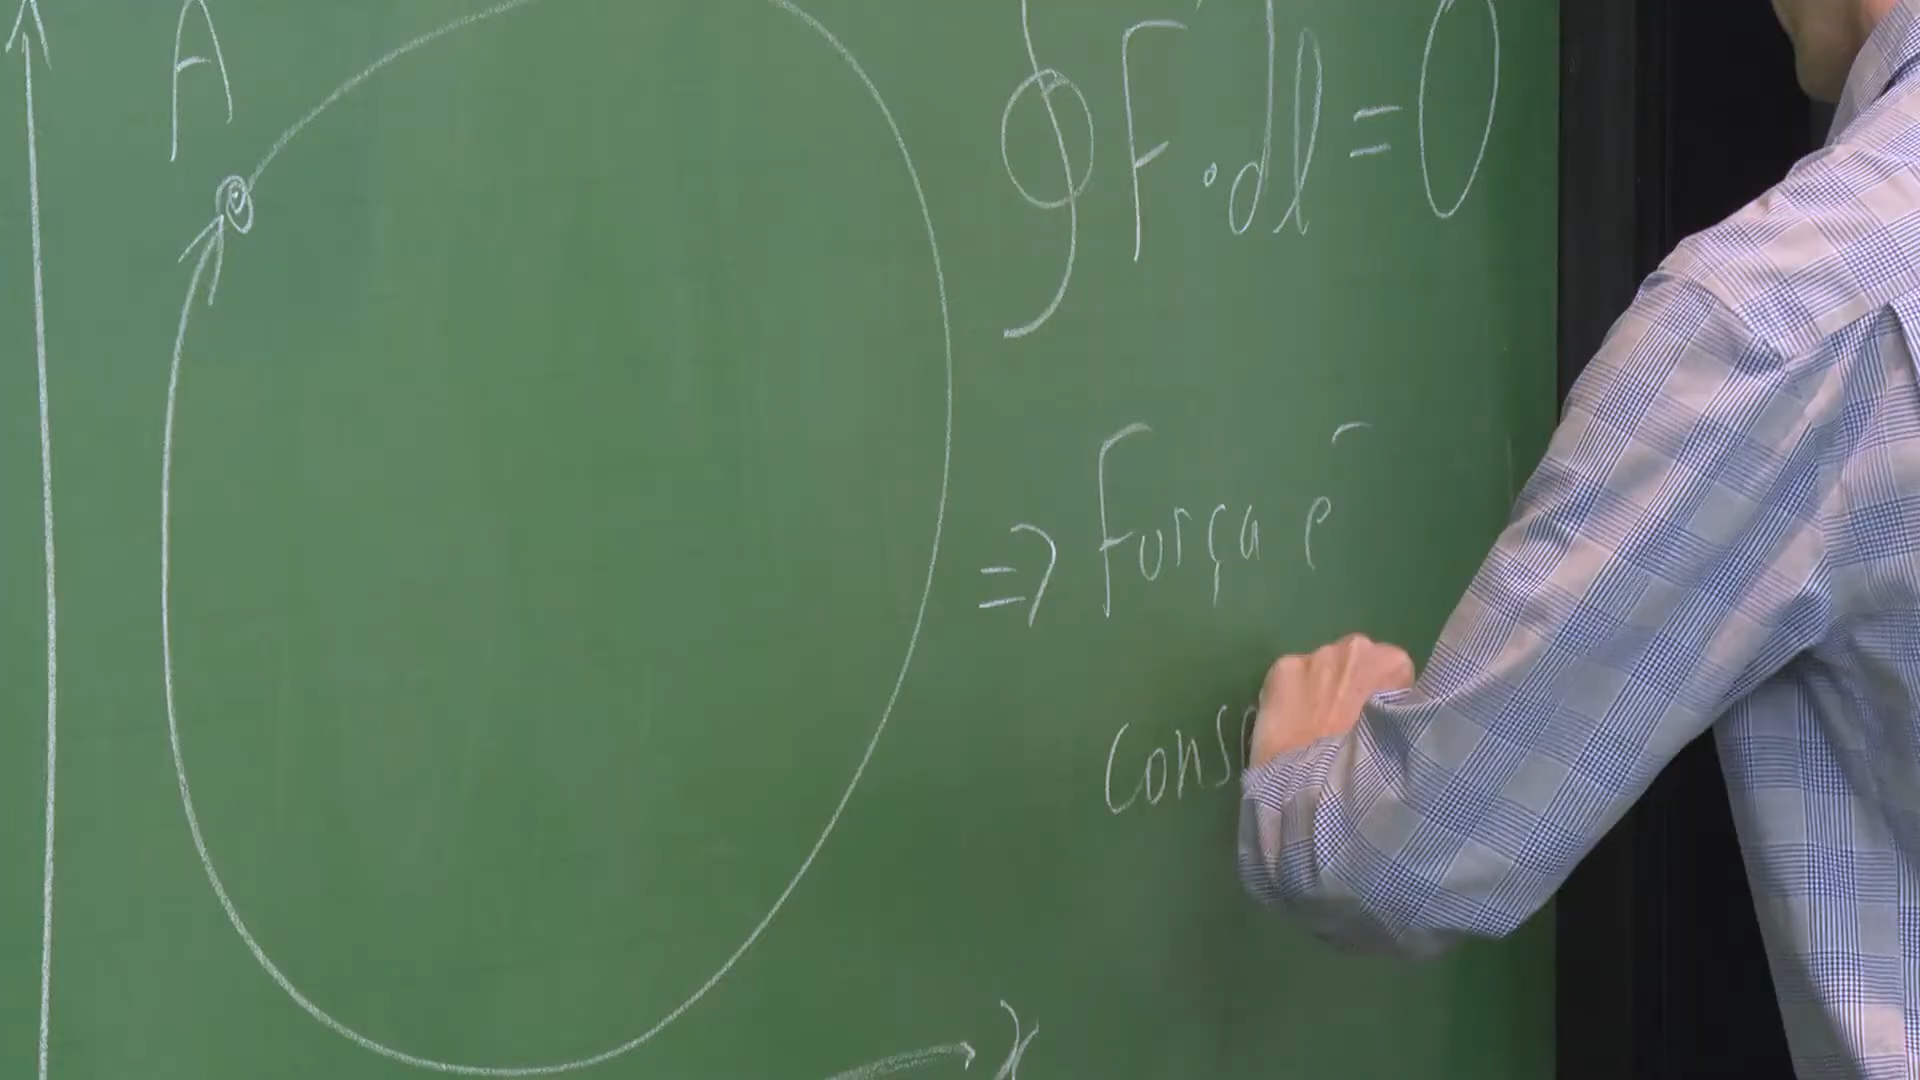 A
∮ F · dl = 0
⇒ Força é
Cons
x